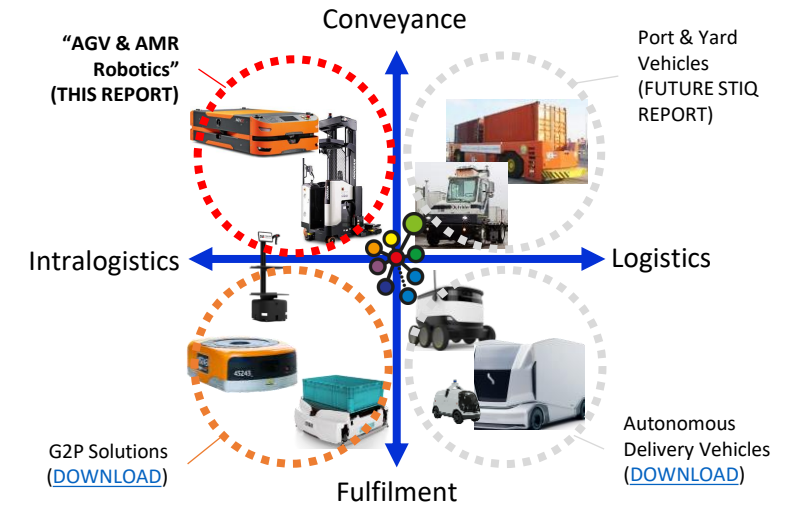 Conveyance
“AGV & AMR
Robotics”
(THIS REPORT)
Port & Yard
Vehicles
(FUTURE STIQ
REPORT)
Intralogistics
Logistics
45243
G2P Solutions
(DOWNLOAD)
Autonomous
Delivery Vehicles
(DOWNLOAD)
Fulfilment